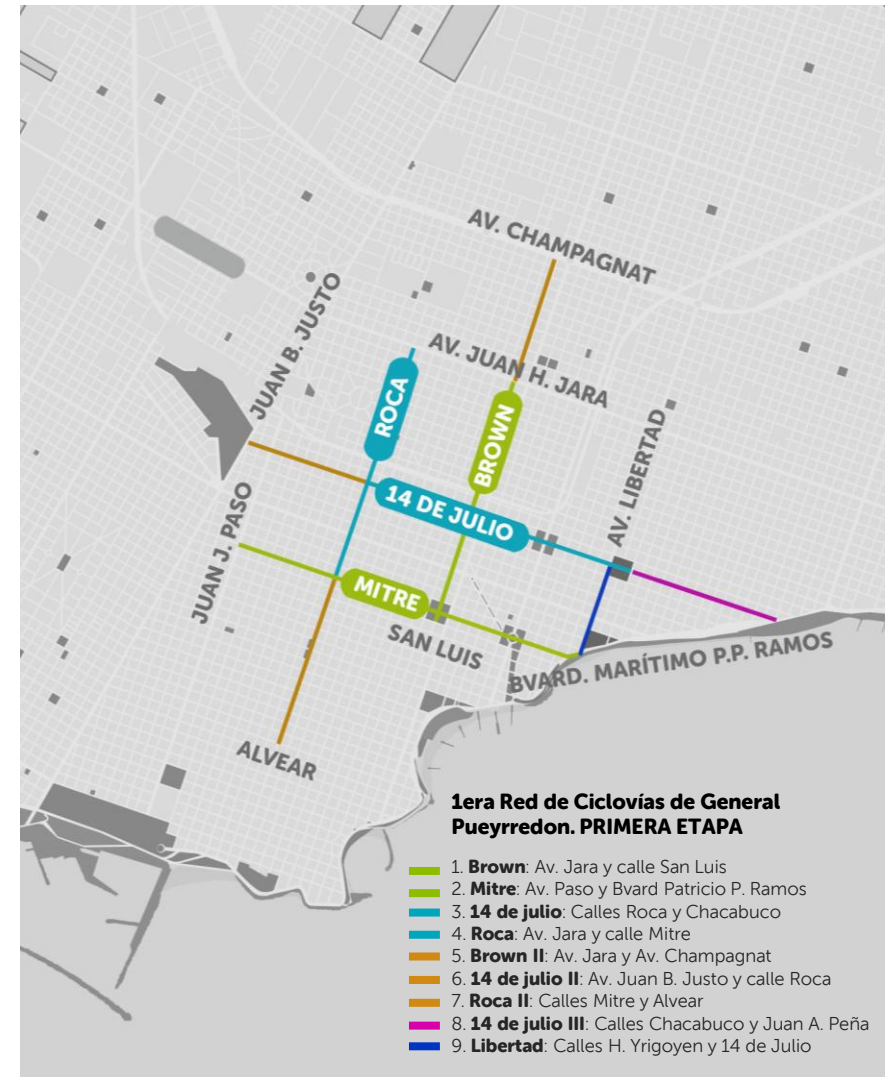 AV. CHAMPAGNAT
JUAN B. JUSTO
AV. JUAN H. JARA
ROCA
BROWN
AV. LIBERTAD
14 DE JULIO
JUAN J. PASO
MITRE
SAN LUIS
BVARD. MARÍTIMO P.P. RAMOS
ALVEAR
1era Red de Ciclovías de General
Pueyrredon. PRIMERA ETAPA
1. Brown: Av. Jara y calle San Luis
2. Mitre: Av. Paso y Bvard Patricio P. Ramos
3. 14 de julio: Calles Roca y Chacabuco
4. Roca: Av. Jara y calle Mitre
5. Brown II: Av. Jara y Av. Champagnat
6. 14 de julio II: Av. Juan B. Justo y calle Roca
7. Roca II: Calles Mitre y Alvear
8. 14 de julio III: Calles Chacabuco y Juan A. Peña
9. Libertad: Calles H. Yrigoyen y 14 de Julio